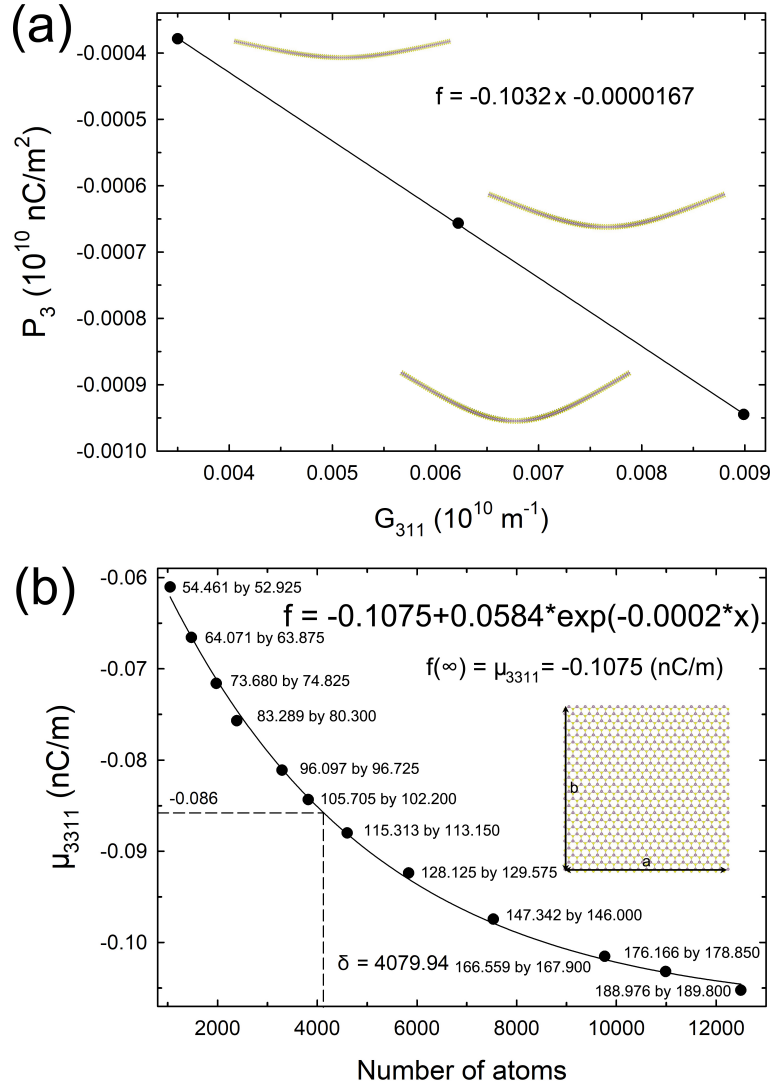 (a)
-0.0004
f = -0.1032x -0.0000167
-0.0005
-0.0006
-0.0007
-0.0008
-0.0009
-0.0010
P3 (10^10 nC/m^2)
0.004 0.005 0.006 0.007 0.008 0.009
G311 (10^10 m^-1)
(b)
-0.06
54.461 by 52.925
f = -0.1075+0.0584*exp(-0.0002*x)
64.071 by 63.875
f(∞) = μ3311= -0.1075 (nC/m)
-0.07
73.680 by 74.825
83.289 by 80.300
-0.08
96.097 by 96.725
b
-0.086
105.705 by 102.200
115.313 by 113.150
-0.09
a
128.125 by 129.575
147.342 by 146.000
-0.10
176.166 by 178.850
δ = 4079.94
166.559 by 167.900
188.976 by 189.800
μ3311 (nC/m)
2000 4000 6000 8000 10000 12000
Number of atoms